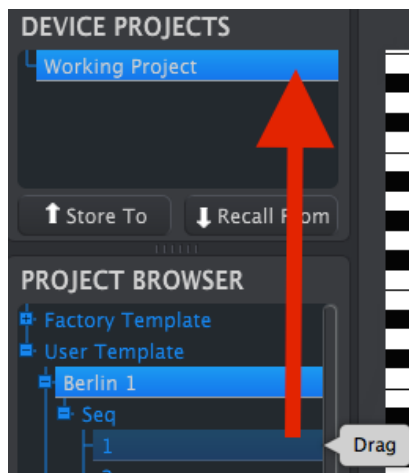 DEVICE PROJECTS
Working Project
Store To
Recall From
PROJECT BROWSER
Factory Template
User Template
Berlin 1
Seq
1
Drag